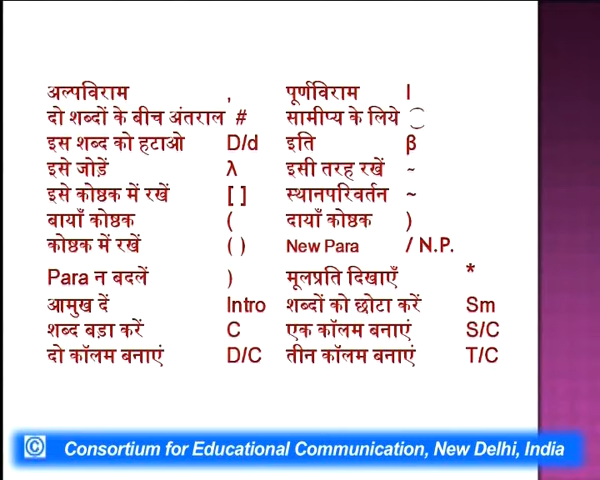 अल्पविराम , पूर्णविराम ।
दो शब्दों के बीच अंतराल # सामीप्य के लिये ⁐
इस शब्द को हटाओ D/d इति β
इसे जोड़ें λ इसी तरह रखें ~
इसे कोष्ठक में रखें [ ] स्थानपरिवर्तन ~
बायाँ कोष्ठक ( दायाँ कोष्ठक )
कोष्ठक में रखें ( ) New Para / N.P.
Para न बदलें ) मूलप्रति दिखाएँ *
आमुख दें Intro शब्दों को छोटा करें Sm
शब्द बड़ा करें C एक कॉलम बनाएं S/C
दो कॉलम बनाएं D/C तीन कॉलम बनाएं T/C
© Consortium for Educational Communication, New Delhi, India